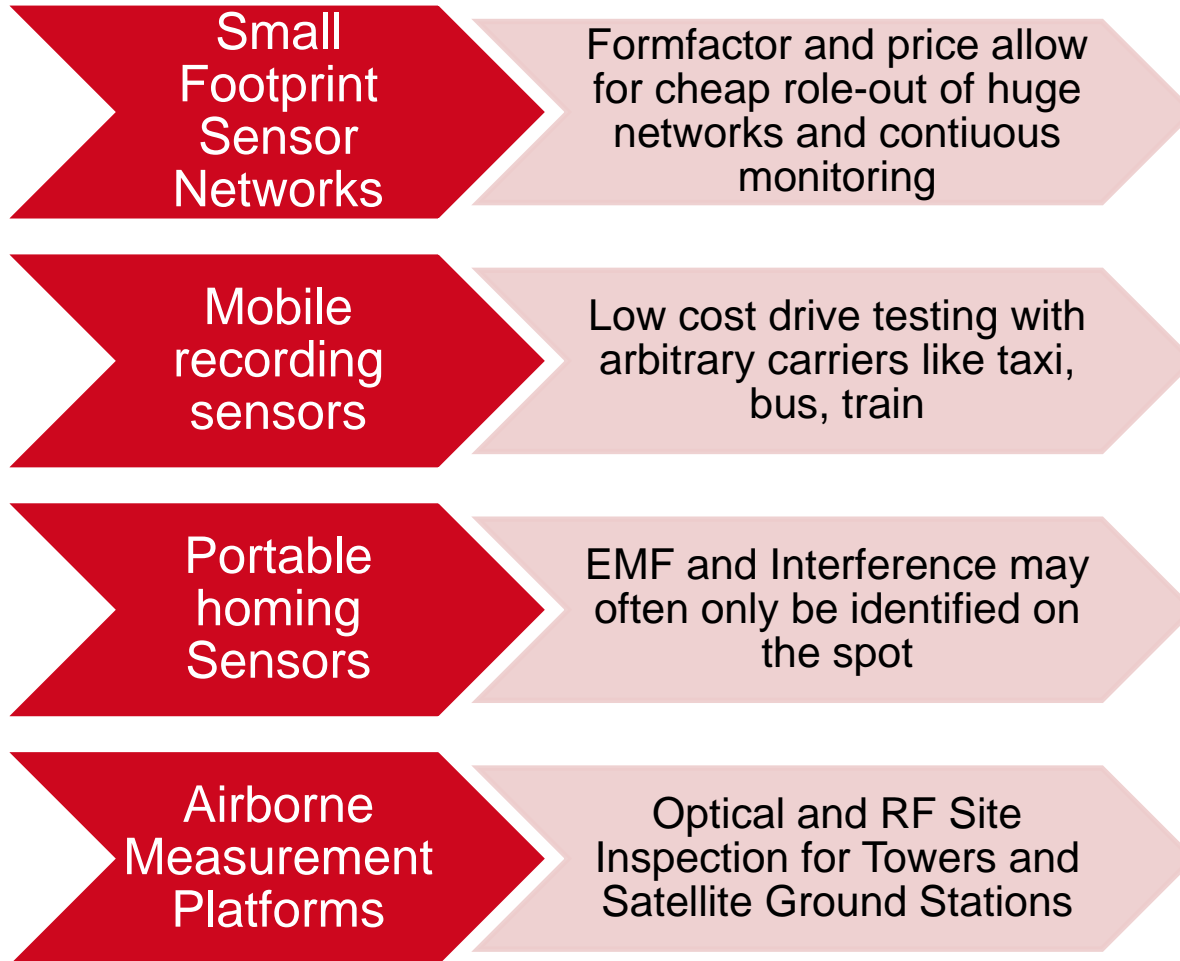 Small
Footprint
Sensor
Networks
Formfactor and price allow
for cheap role-out of huge
networks and contiuous
monitoring
Mobile
recording
sensors
Low cost drive testing with
arbitrary carriers like taxi,
bus, train
Portable
homing
Sensors
EMF and Interference may
often only be identified on
the spot
Airborne
Measurement
Platforms
Optical and RF Site
Inspection for Towers and
Satellite Ground Stations